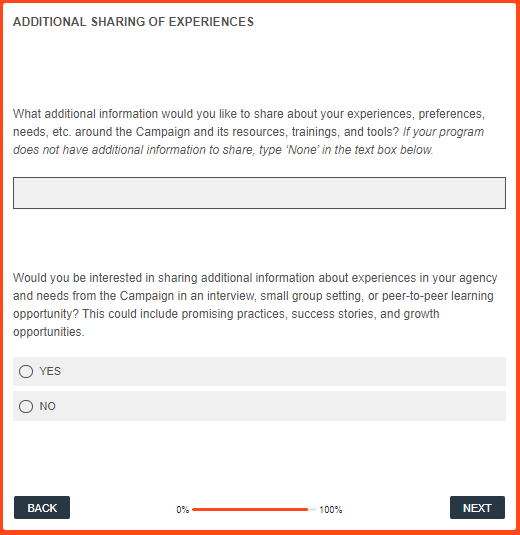 ADDITIONAL SHARING OF EXPERIENCES
What additional information would you like to share about your experiences, preferences,
needs, etc. around the Campaign and its resources, trainings, and tools? If your program
does not have additional information to share, type 'None' in the text box below.
Would you be interested in sharing additional information about experiences in your agency
and needs from the Campaign in an interview, small group setting, or peer-to-peer learning
opportunity? This could include promising practices, success stories, and growth
opportunities.
YES
NO
BACK 0% 100% NEXT